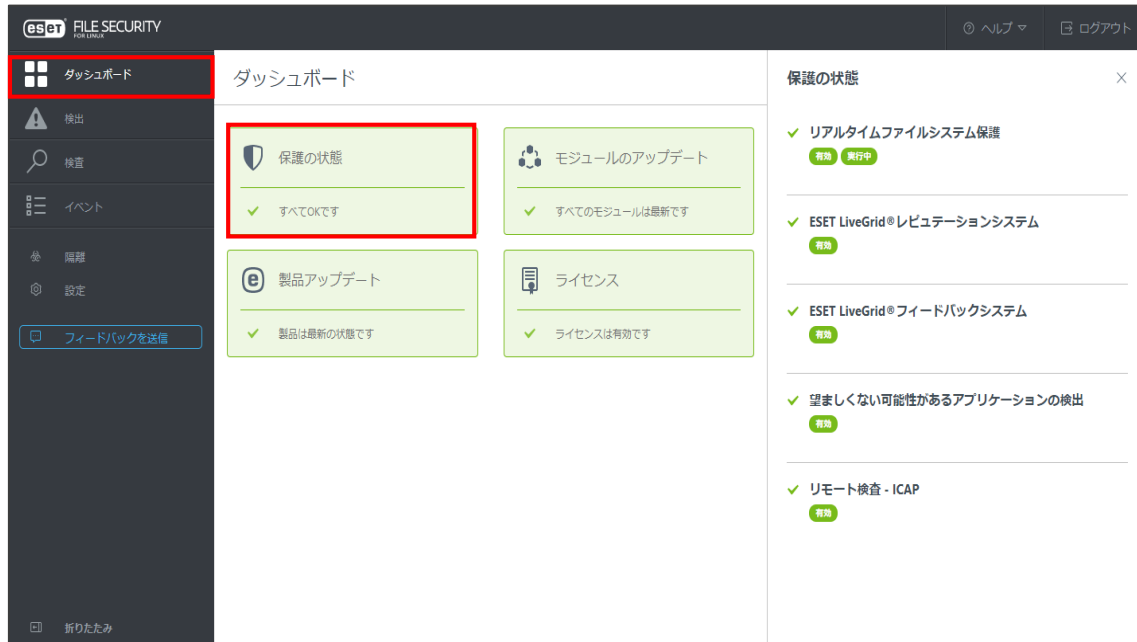 eset FILE SECURITY
FOR LINUX
ヘルプ
ログアウト
ダッシュボード
検出
検査
イベント
隔離
設定
フィードバックを送信
折りたたみ
ダッシュボード
保護の状態
すべてOKです
モジュールのアップデート
すべてのモジュールは最新です
製品アップデート
製品は最新の状態です
ライセンス
ライセンスは有効です
保護の状態
リアルタイムファイルシステム保護
有効 実行中
ESET LiveGrid®レピュテーションシステム
有効
ESET LiveGrid®フィードバックシステム
有効
望ましくない可能性があるアプリケーションの検出
有効
リモート検査 - ICAP
有効